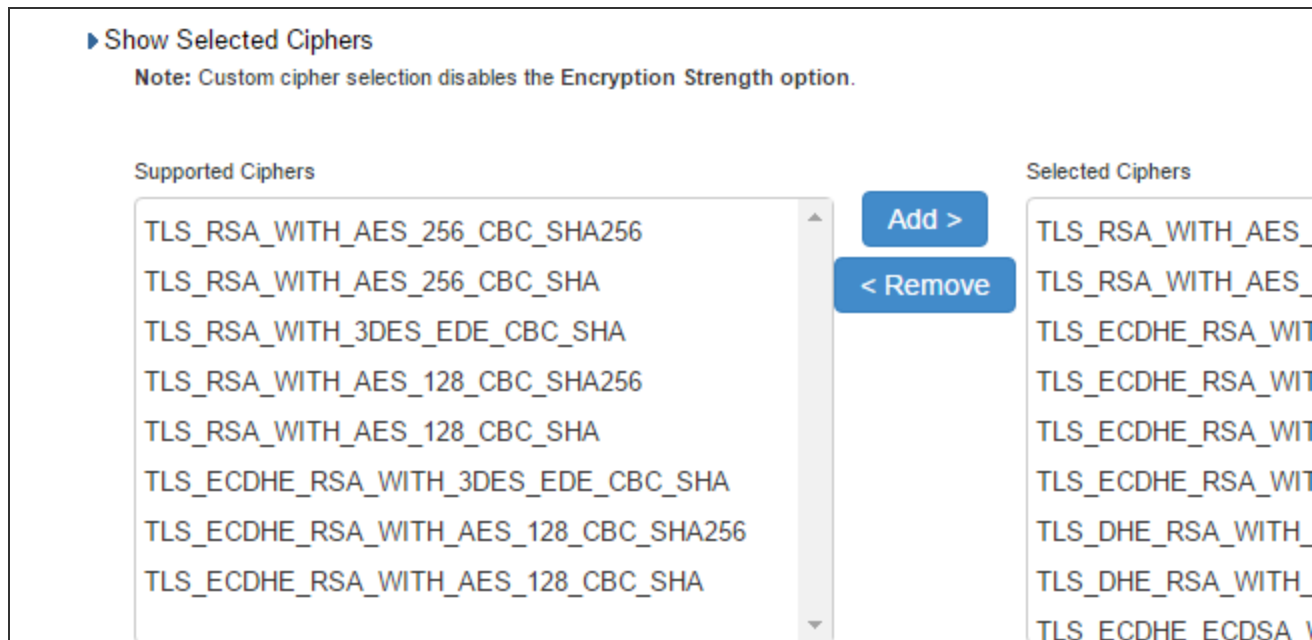 Show Selected Ciphers
Note: Custom cipher selection disables the Encryption Strength option.
Supported Ciphers
TLS_RSA_WITH_AES_256_CBC_SHA256
TLS_RSA_WITH_AES_256_CBC_SHA
TLS_RSA_WITH_3DES_EDE_CBC_SHA
TLS_RSA_WITH_AES_128_CBC_SHA256
TLS_RSA_WITH_AES_128_CBC_SHA
TLS_ECDHE_RSA_WITH_3DES_EDE_CBC_SHA
TLS_ECDHE_RSA_WITH_AES_128_CBC_SHA256
TLS_ECDHE_RSA_WITH_AES_128_CBC_SHA
Add >
< Remove
Selected Ciphers
TLS_RSA_WITH_AES_
TLS_RSA_WITH_AES_
TLS_ECDHE_RSA_WIT
TLS_ECDHE_RSA_WIT
TLS_ECDHE_RSA_WIT
TLS_ECDHE_RSA_WIT
TLS_DHE_RSA_WITH_
TLS_DHE_RSA_WITH_
TLS_ECDHE_ECDSA_